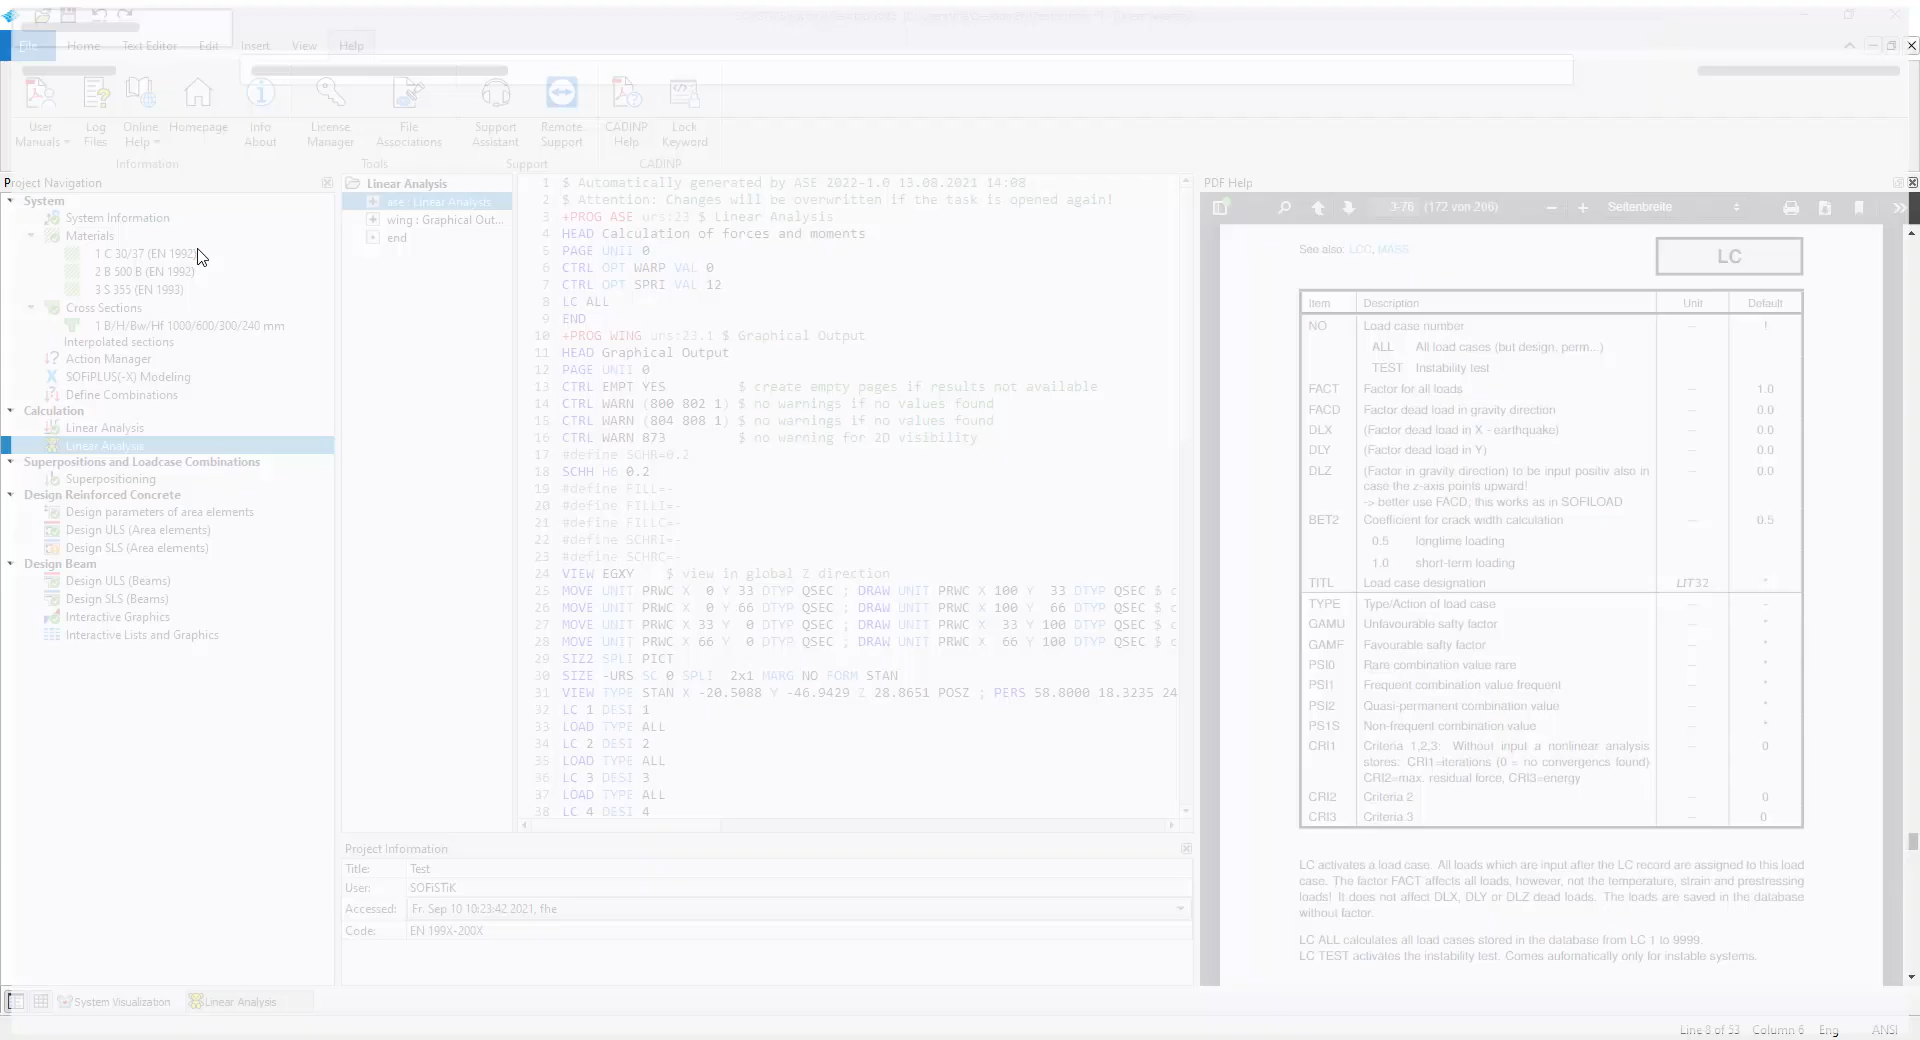 File Home Text Editor Edit Insert View Help
User Manuals
Log Files
Online Help
Homepage
Info About
License Manager
File Associations
Support Assistant
Remote Support
CADINP Help
Lock Keyword
Information Tools Support CADINP
Project Navigation
System
System Information
Materials
1 C 30/37 (EN 1992)
2 B 500 B (EN 1992)
3 S 355 (EN 1993)
Cross Sections
1 B/H/Bw/Hf 1000/600/300/240 mm
Interpolated sections
Action Manager
SOFiPLUS(-X) Modeling
Define Combinations
Calculation
Linear Analysis
Linear Analysis
Superpositions and Loadcase Combinations
Superpositioning
Design Reinforced Concrete
Design parameters of area elements
Design ULS (Area elements)
Design SLS (Area elements)
Design Beam
Design ULS (Beams)
Design SLS (Beams)
Interactive Graphics
Interactive Lists and Graphics
Linear Analysis
ase : Linear Analysis
wing : Graphical Out...
end
1 $ Automatically generated by ASE 2022-1.0 13.08.2021 14:08
2 $ Attention: Changes will be overwritten if the task is opened again!
3 +PROG ASE urs:23 $ Linear Analysis
4 HEAD Calculation of forces and moments
5 PAGE UNII 0
6 CTRL OPT WARP VAL 0
7 CTRL OPT SPRI VAL 12
8 LC ALL
9 END
10 +PROG WING urs:23.1 $ Graphical Output
11 HEAD Graphical Output
12 PAGE UNII 0
13 CTRL EMPT YES $ create empty pages if results not available
14 CTRL WARN (800 802 1) $ no warnings if no values found
15 CTRL WARN (804 808 1) $ no warnings if no values found
16 CTRL WARN 873 $ no warning for 2D visibility
17 #define SCHR=0.2
18 SCHH H6 0.2
19 #define FILL=-
20 #define FILLI=-
21 #define FILLC=-
22 #define SCHRI=-
23 #define SCHRC=-
24 VIEW EGXY $ view in global Z direction
25 MOVE UNIT PRWC X 0 Y 33 DTYP QSEC ; DRAW UNIT PRWC X 100 Y 33 DTYP QSEC $ c
26 MOVE UNIT PRWC X 0 Y 66 DTYP QSEC ; DRAW UNIT PRWC X 100 Y 66 DTYP QSEC $ c
27 MOVE UNIT PRWC X 33 Y 0 DTYP QSEC ; DRAW UNIT PRWC X 33 Y 100 DTYP QSEC $ c
28 MOVE UNIT PRWC X 66 Y 0 DTYP QSEC ; DRAW UNIT PRWC X 66 Y 100 DTYP QSEC $ c
29 SIZ2 SPLI PICT
30 SIZE -URS SC 0 SPLI 2x1 MARG NO FORM STAN
31 VIEW TYPE STAN X -20.5088 Y -46.9429 Z 28.8651 POSZ ; PERS 58.8000 18.3235 24
32 LC 1 DESI 1
33 LOAD TYPE ALL
34 LC 2 DESI 2
35 LOAD TYPE ALL
36 LC 3 DESI 3
37 LOAD TYPE ALL
38 LC 4 DESI 4
Project Information
Title: Test
User: SOFiSTiK
Accessed: Fr. Sep 10 10:23:42 2021, fhe
Code: EN 199X-200X
PDF Help
3-76 (172 von 206) Seitenbreite
See also: LCC, MASS
LC
Item Description Unit Default
NO Load case number — !
ALL All load cases (but design, perm...)
TEST Instability test
FACT Factor for all loads — 1.0
FACD Factor dead load in gravity direction — 0.0
DLX (Factor dead load in X - earthquake) — 0.0
DLY (Factor dead load in Y) — 0.0
DLZ (Factor in gravity direction) to be input positiv also in — 0.0
case the z-axis points upward!
-> better use FACD, this works as in SOFILOAD
BET2 Coefficient for crack width calculation — 0.5
0.5 longtime loading
1.0 short-term loading
TITL Load case designation LIT32 *
TYPE Type/Action of load case — -
GAMU Unfavourable safty factor — *
GAMF Favourable safty factor — *
PSI0 Rare combination value rare — *
PSI1 Frequent combination value frequent — *
PSI2 Quasi-permanent combination value — *
PS1S Non-frequent combination value — *
CRI1 Criteria 1,2,3: Without input a nonlinear analysis — 0
stores: CRI1=iterations (0 = no convergencs found)
CRI2=max. residual force, CRI3=energy
CRI2 Criteria 2 — 0
CRI3 Criteria 3 — 0
LC activates a load case. All loads which are input after the LC record are assigned to this load
case. The factor FACT affects all loads, however, not the temperature, strain and prestressing
loads! It does not affect DLX, DLY or DLZ dead loads. The loads are saved in the database
without factor.
LC ALL calculates all load cases stored in the database from LC 1 to 9999.
LC TEST activates the instability test. Comes automatically only for instable systems.
System Visualization Linear Analysis
Line 8 of 53 Column 6 Eng ANSI